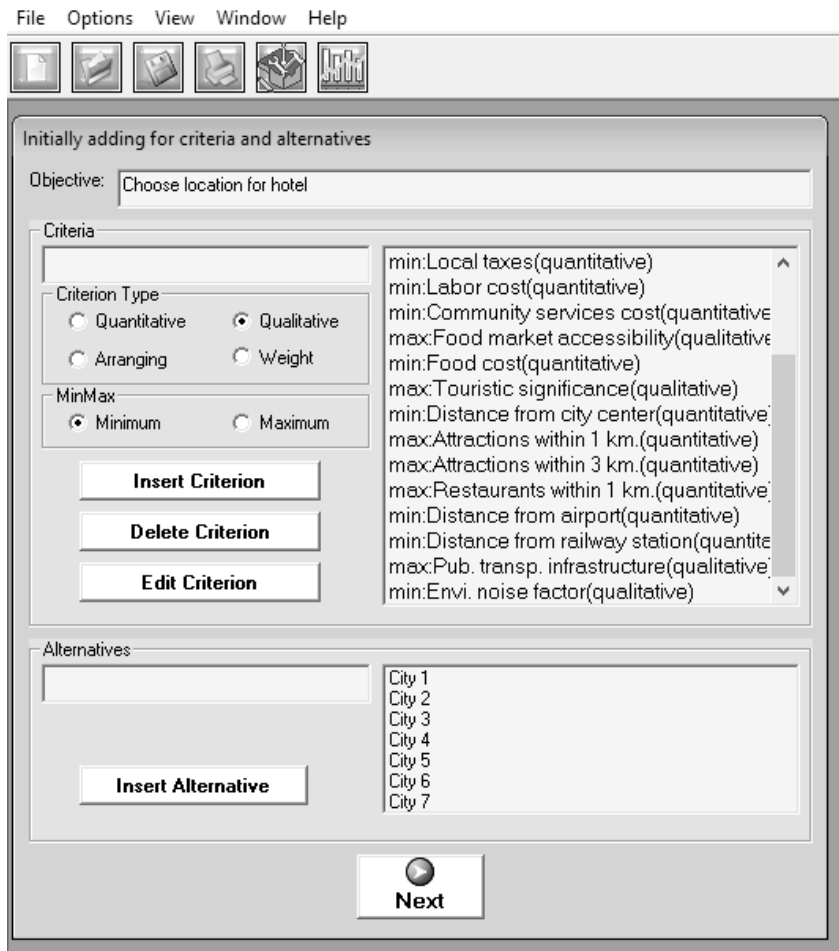 File Options View Window Help
Initially adding for criteria and alternatives
Objective: Choose location for hotel
Criteria
Criterion Type
Quantitative Qualitative
Arranging Weight
MinMax
Minimum Maximum
Insert Criterion
Delete Criterion
Edit Criterion
min:Local taxes(quantitative)
min:Labor cost(quantitative)
min:Community services cost(quantitative
max:Food market accessibility(qualitative
min:Food cost(quantitative)
max:Touristic significance(qualitative)
min:Distance from city center(quantitative)
max:Attractions within 1 km.(quantitative)
max:Attractions within 3 km.(quantitative)
max:Restaurants within 1 km.(quantitative)
min:Distance from airport(quantitative)
min:Distance from railway station(quantita
max:Pub. transp. infrastructure(qualitative)
min:Envi. noise factor(qualitative)
Alternatives
Insert Alternative
City 1
City 2
City 3
City 4
City 5
City 6
City 7
Next